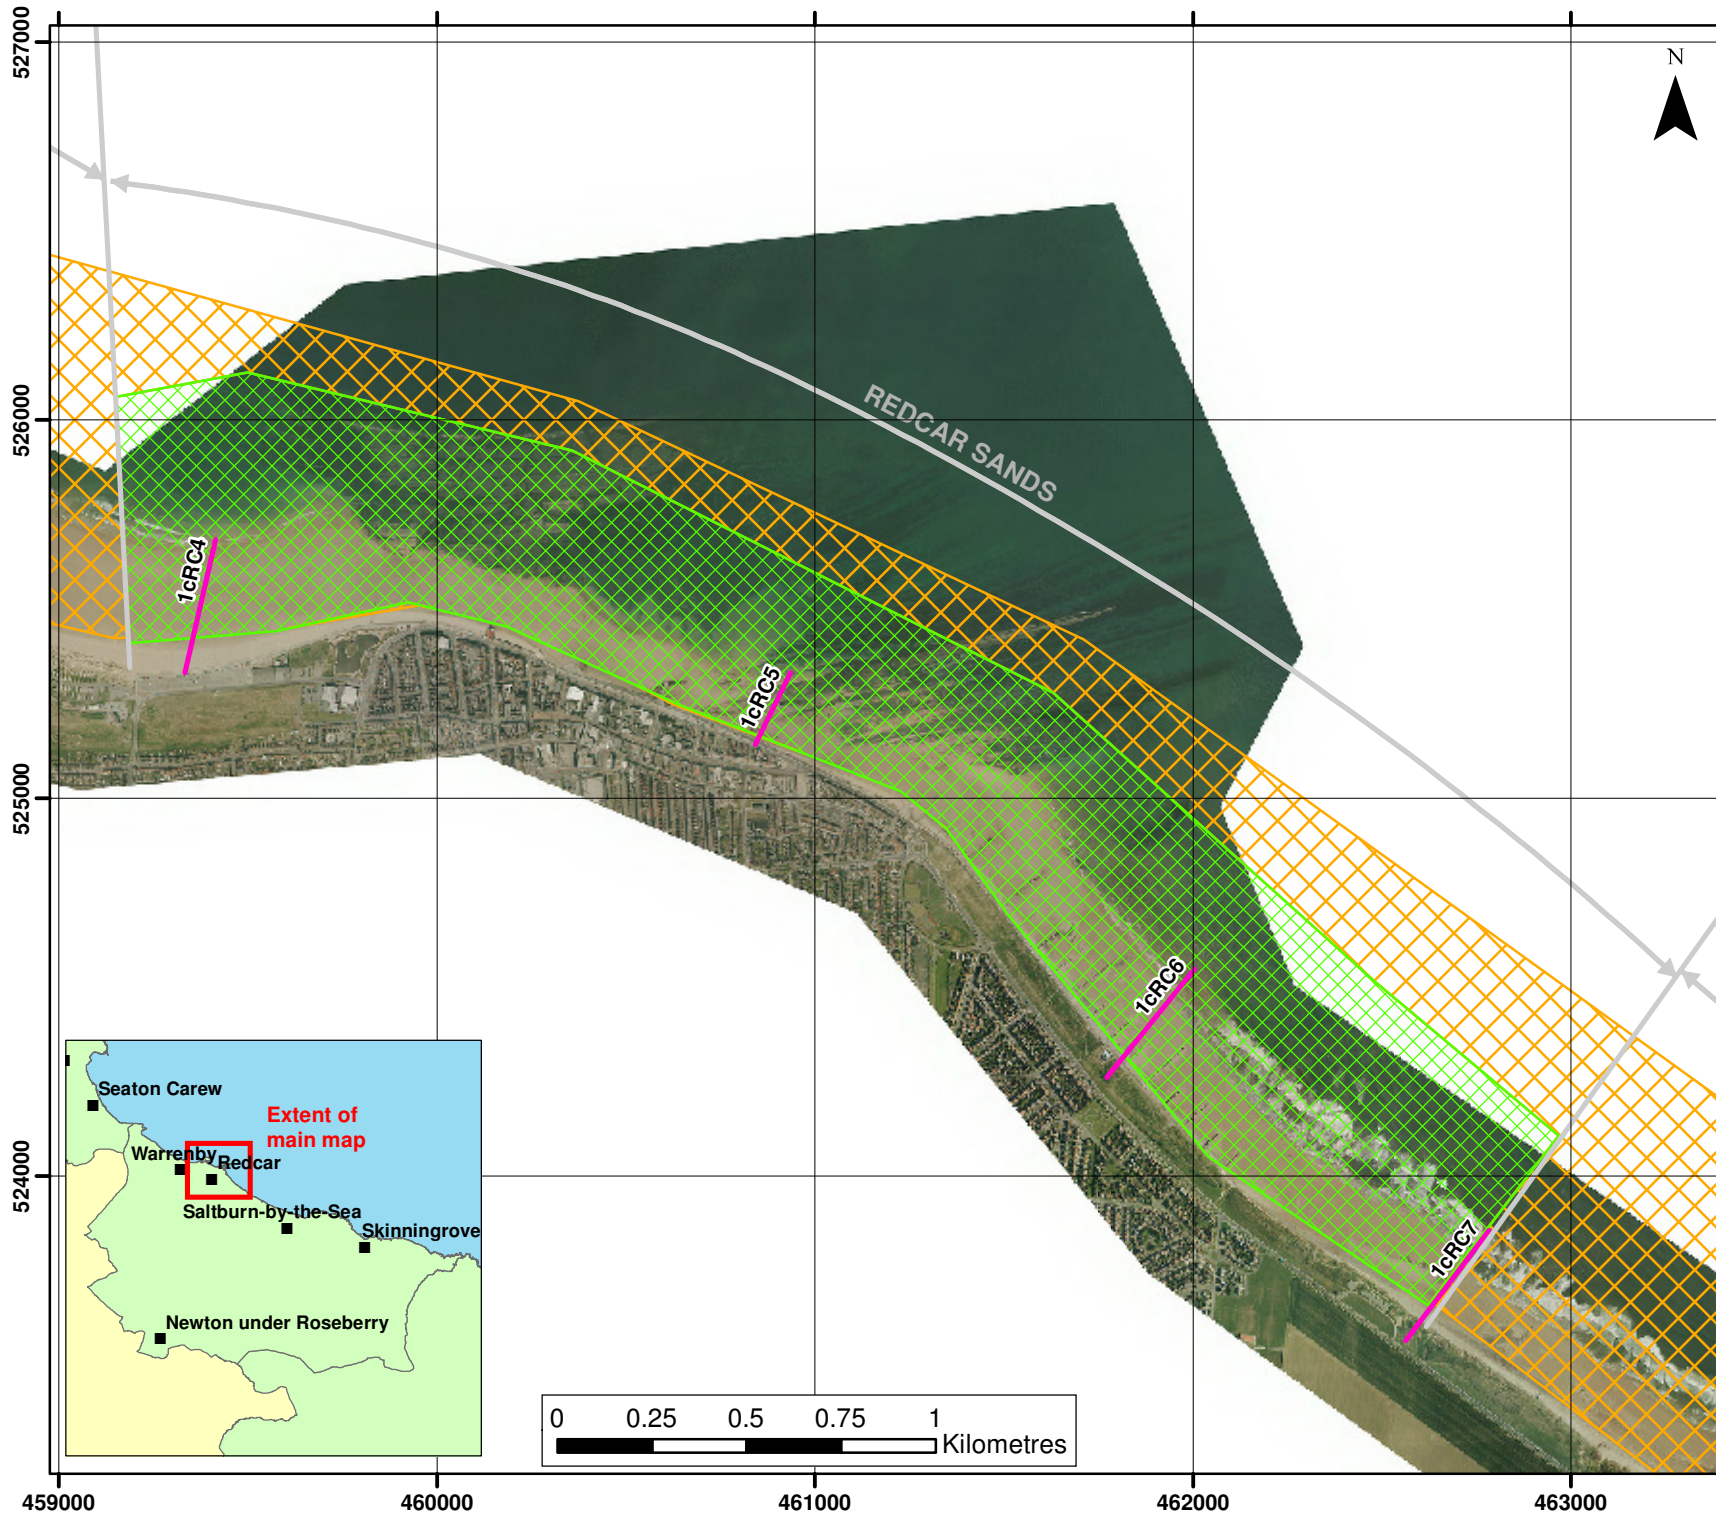 527000
526000
525000
524000
N
REDCAR SANDS
1cRC4
1cRC5
1cRC6
1cRC7
Seaton Carew
Extent of
main map
Warrenby
Redcar
Saltburn-by-the-Sea
Skinningrove
Newton under Roseberry
0 0.25 0.5 0.75 1
Kilometres
459000 460000 461000 462000 463000